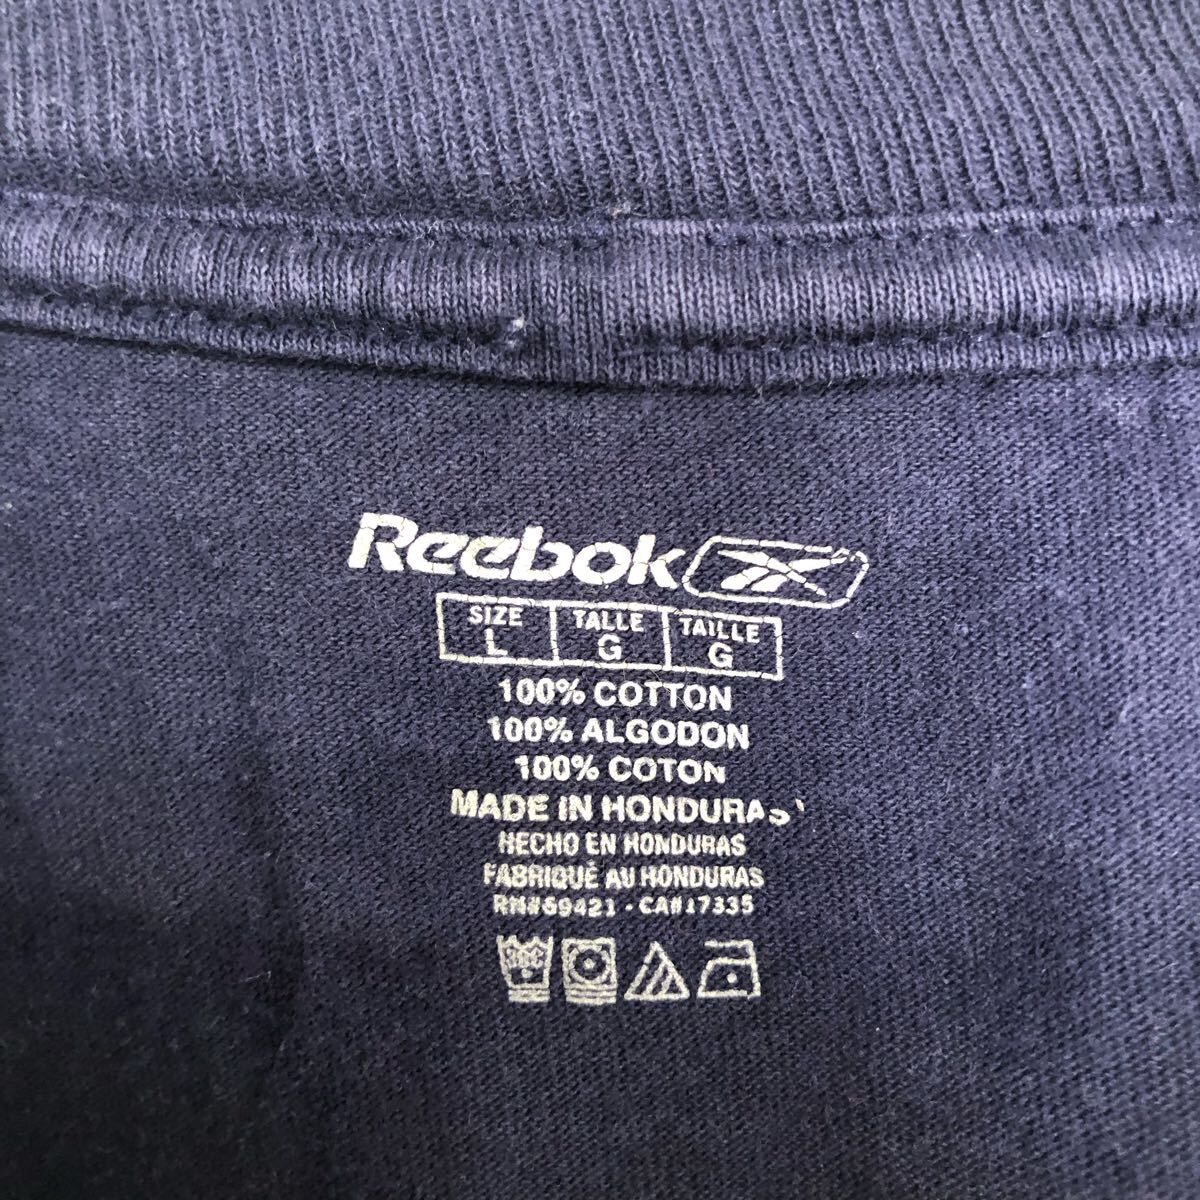 Reebok
SIZE TALLE TAILLE
L G G
100% COTTON
100% ALGODON
100% COTON
MADE IN HONDURAS
HECHO EN HONDURAS
FABRIQUÉ AU HONDURAS
RN#69421 · CA#17335
30C